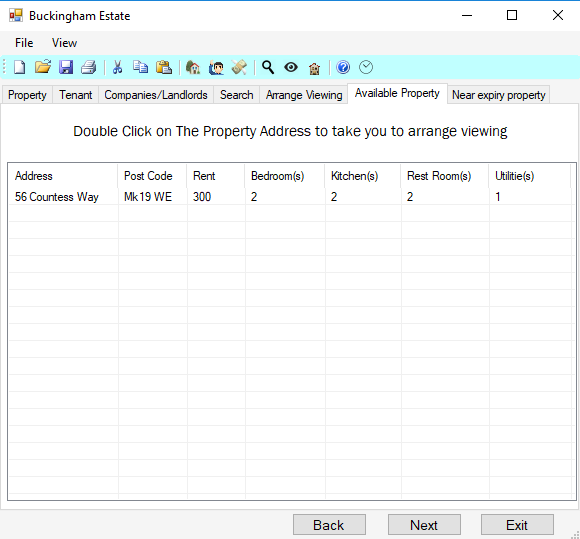 Buckingham Estate
File View
Property Tenant Companies/Landlords Search Arrange Viewing Available Property Near expiry property
Double Click on The Property Address to take you to arrange viewing
Address Post Code Rent Bedroom(s) Kitchen(s) Rest Room(s) Utilitie(s)
56 Countess Way Mk19 WE 300 2 2 2 1
Back Next Exit